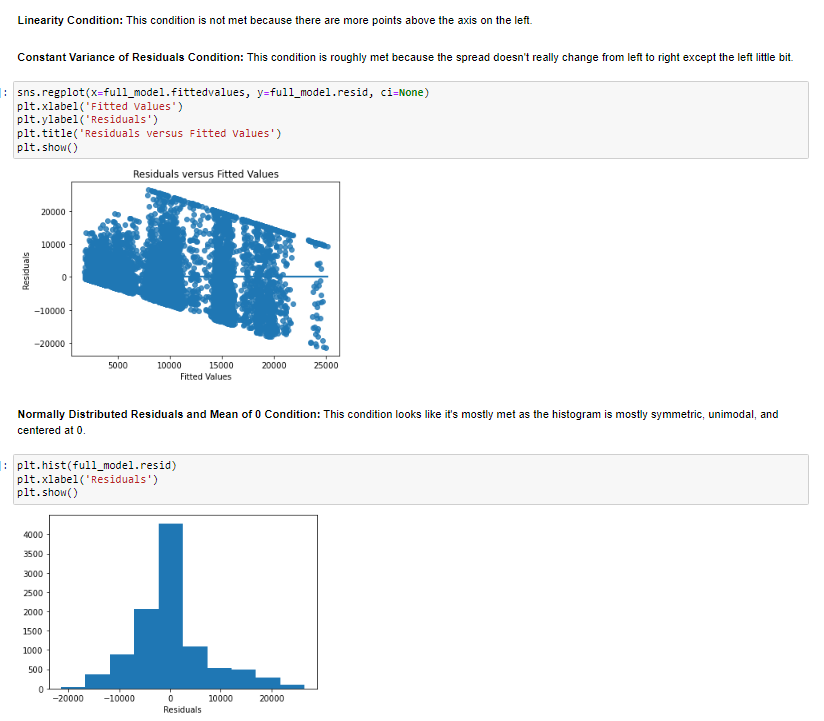 Linearity Condition: This condition is not met because there are more points above the axis on the left.
Constant Variance of Residuals Condition: This condition is roughly met because the spread doesn't really change from left to right except the left little bit.
]: sns.regplot(x=full_model.fittedvalues, y=full_model.resid, ci=None)
plt.xlabel('Fitted Values')
plt.ylabel('Residuals')
plt.title('Residuals versus Fitted Values')
plt.show()
Residuals versus Fitted Values
20000
10000
0
−10000
−20000
Residuals
5000 10000 15000 20000 25000
Fitted Values
Normally Distributed Residuals and Mean of 0 Condition: This condition looks like it's mostly met as the histogram is mostly symmetric, unimodal, and
centered at 0.
]: plt.hist(full_model.resid)
plt.xlabel('Residuals')
plt.show()
4000
3500
3000
2500
2000
1500
1000
500
0
−20000 −10000 0 10000 20000
Residuals